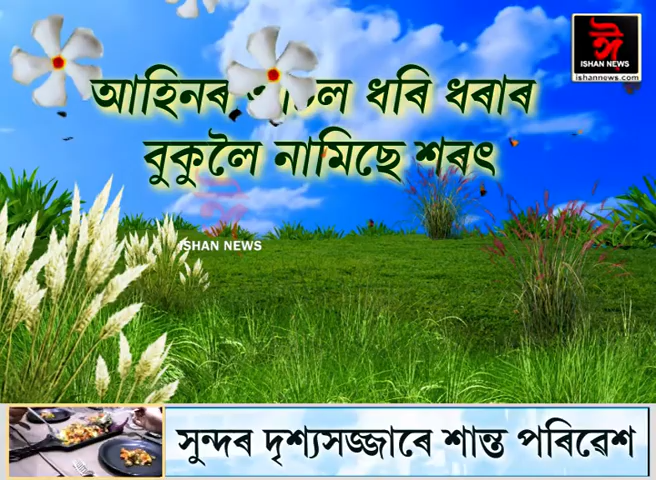 ঈ
ISHAN NEWS
ishannews.com
আহিনৰ ধৰি ধৰাৰ
বুকুলৈ নামিছে শৰৎ
ঈ
ISHAN NEWS
সুন্দৰ দৃশ্যসজ্জাৰে শান্ত পৰিৱেশ